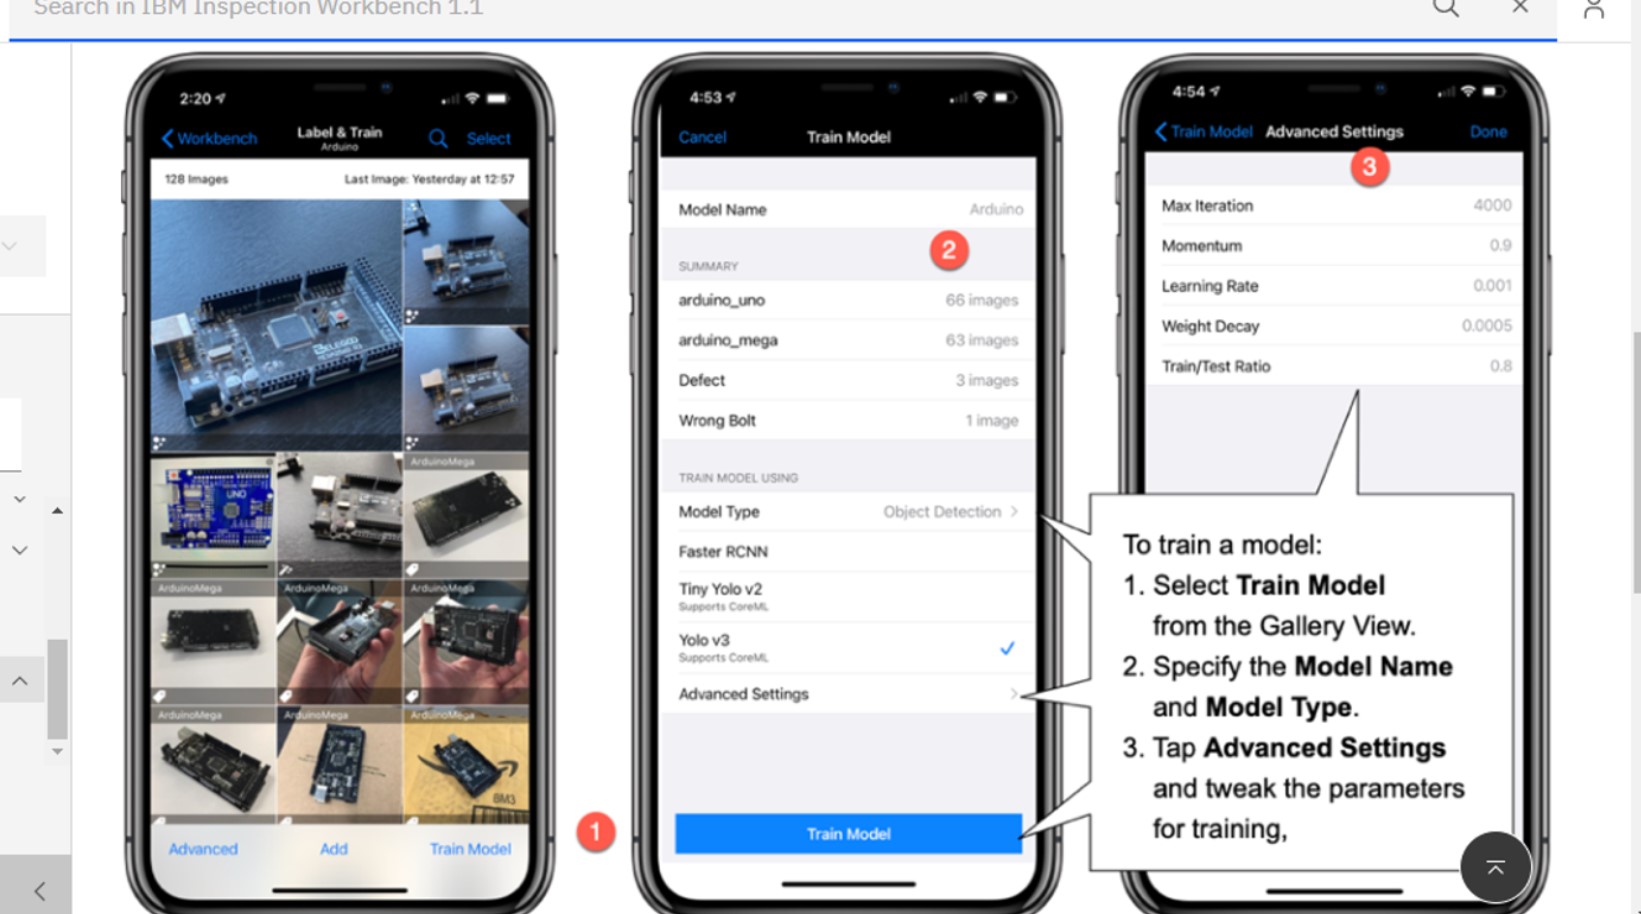 Search in IBM Inspection Workbench 1.1
2:20
Workbench
Label & Train
Arduino
Select
128 Images
Last Image: Yesterday at 12:57
UNO
ArduinoMega
ArduinoMega
ArduinoMega
ArduinoMega
ArduinoMega
ArduinoMega
ArduinoMega
BM3
Advanced
Add
Train Model
1
4:53
Cancel
Train Model
Model Name
Arduino
2
SUMMARY
arduino_uno
66 images
arduino_mega
63 images
Defect
3 images
Wrong Bolt
1 image
TRAIN MODEL USING
Model Type
Object Detection
Faster RCNN
Tiny Yolo v2
Supports CoreML
Yolo v3
Supports CoreML
Advanced Settings
Train Model
4:54
Train Model
Advanced Settings
Done
3
Max Iteration
4000
Momentum
0.9
Learning Rate
0.001
Weight Decay
0.0005
Train/Test Ratio
0.8
To train a model:
1. Select Train Model
from the Gallery View.
2. Specify the Model Name
and Model Type.
3. Tap Advanced Settings
and tweak the parameters
for training,